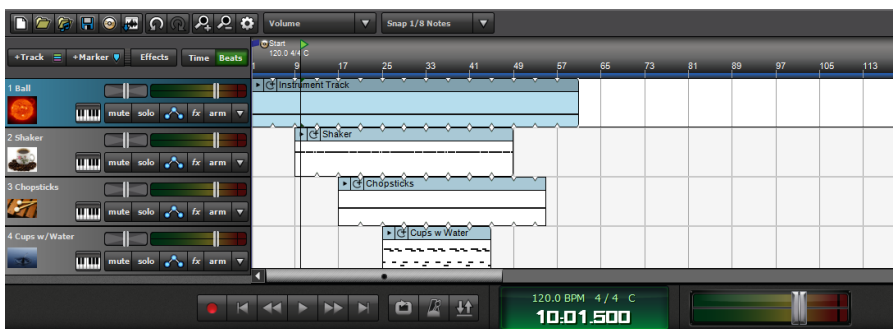 Volume
Snap 1/8 Notes
+Track
+Marker
Effects
Time
Beats
Start
120.0 4/4 C
1 9 17 25 33 41 49 57 65 73 81 89 97 105 113
1 Ball
Instrument Track
mute solo fx arm
2 Shaker
Shaker
mute solo fx arm
3 Chopsticks
Chopsticks
mute solo fx arm
4 Cups w/Water
Cups w Water
mute solo fx arm
120.0 BPM 4/4 C
10:01.500